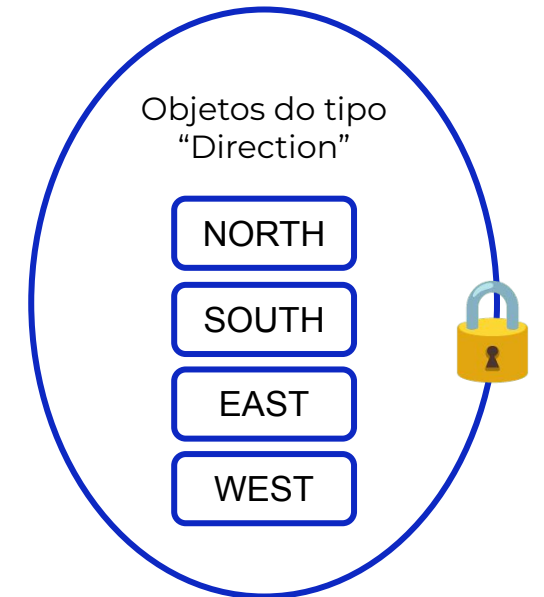 Objetos do tipo
“Direction”
NORTH
SOUTH
EAST
WEST